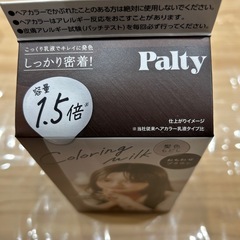 ・ヘアカラーでかぶれたことのある方は絶対に使用しないでください。
・ヘアカラーはアレルギー反応をおこすことがあります。
・皮膚アレルギー試験(パッチテスト)を毎回必ず行ってください。
こっくり乳液でキレイに発色
しっかり密着!
Palty
容量
1.5倍※
仕上がりイメージ
※当社従来ヘアカラー乳液タイプ比
Coloring milk
髪色